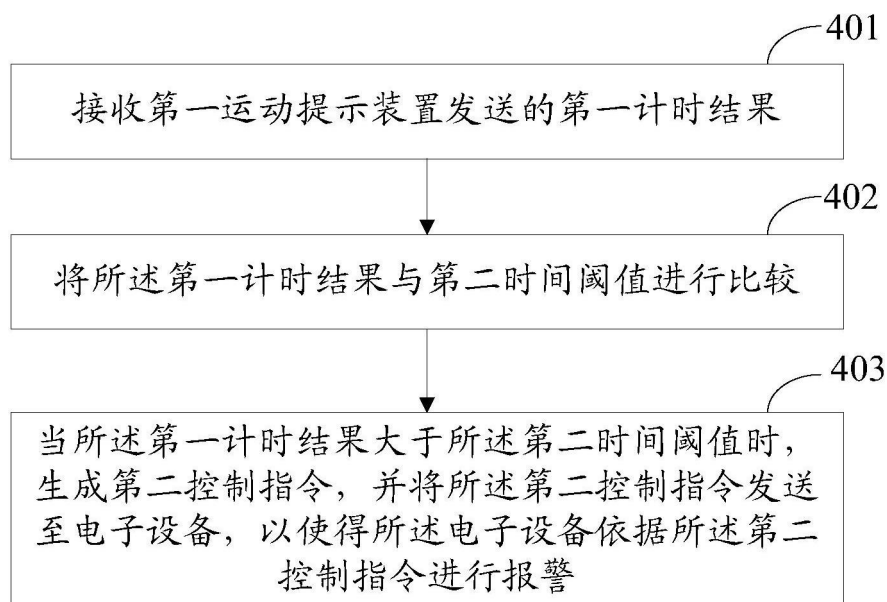 401
接收第一运动提示装置发送的第一计时结果
402
将所述第一计时结果与第二时间阈值进行比较
403
当所述第一计时结果大于所述第二时间阈值时，
生成第二控制指令，并将所述第二控制指令发送
至电子设备，以使得所述电子设备依据所述第二
控制指令进行报警